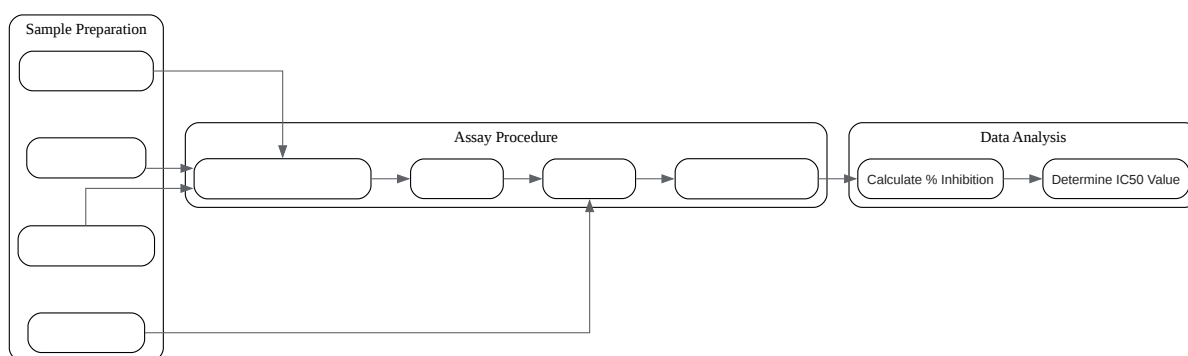 Sample Preparation
Assay Procedure
Data Analysis
Calculate % Inhibition
Determine IC50 Value